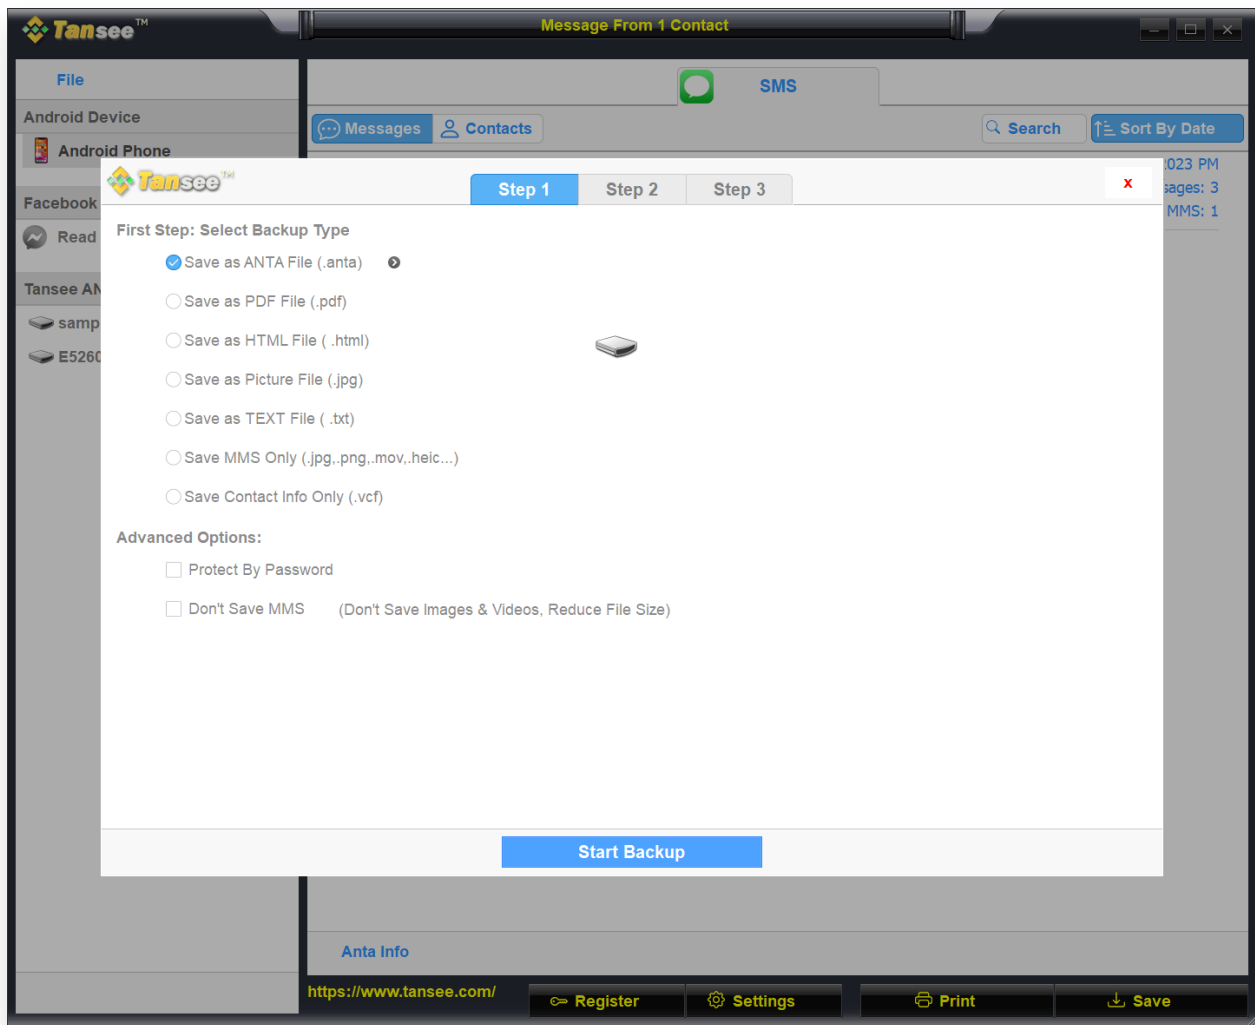 Tansee™
Message From 1 Contact
File
SMS
Android Device
Messages
Contacts
Search
Sort By Date
Android Phone
:023 PM
Tansee™
Step 1
Step 2
Step 3
x
sages: 3
Facebook
MMS: 1
First Step: Select Backup Type
Read
Save as ANTA File (.anta)
Tansee AN
Save as PDF File (.pdf)
samp
Save as HTML File ( .html)
E5260
Save as Picture File (.jpg)
Save as TEXT File ( .txt)
Save MMS Only (.jpg,.png,.mov,.heic...)
Save Contact Info Only (.vcf)
Advanced Options:
Protect By Password
Don't Save MMS (Don't Save Images & Videos, Reduce File Size)
Start Backup
Anta Info
https://www.tansee.com/
Register
Settings
Print
Save